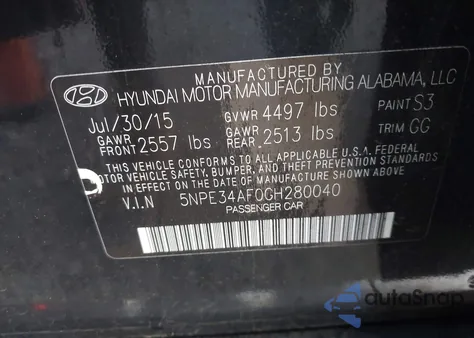 MANUFACTURED BY
HYUNDAI MOTOR MANUFACTURING ALABAMA, LLC
Jul/30/15 GVWR 4497 lbs PAINT S3
GAWR FRONT 2557 lbs GAWR REAR 2513 lbs TRIM GG
THIS VEHICLE CONFORMS TO ALL APPLICABLE U.S.A. FEDERAL
OTOR VEHICLE SAFETY, BUMPER, AND THEFT PREVENTION STANDARDS
IN EFFECT ON THE DATE OF MANUFACTURE SHOWN ABOVE.
V.I.N 5NPE34AF0GH280040
PASSENGER CAR
autoSnap